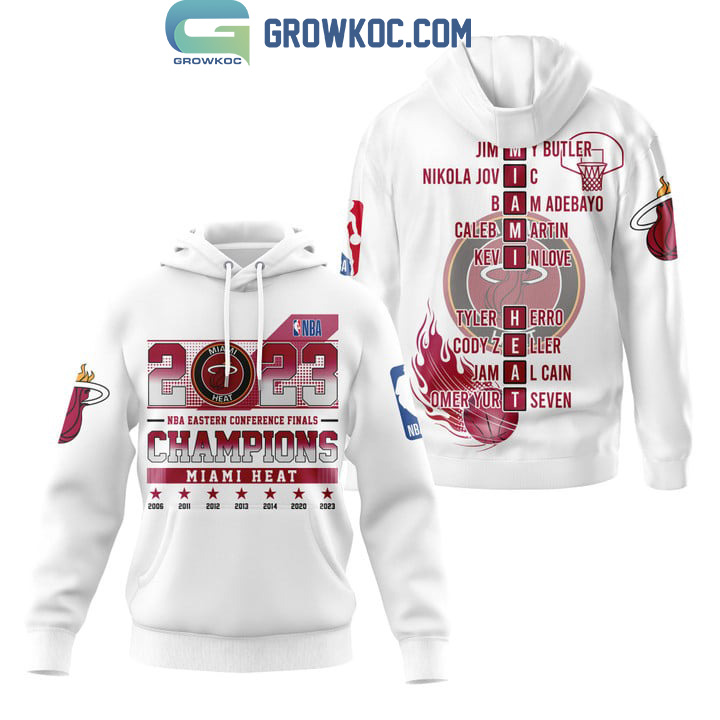 GROWKOC.COM
GROWKOC
JIMMY BUTLER
NIKOLA JOVIC
BAM ADEBAYO
CALEB MARTIN
KEVIN LOVE
TYLER HERRO
CODY ZELLER
JAMAL CAIN
OMER YURTSEVEN
NBA
2023
MIAMI
HEAT
NBA EASTERN CONFERENCE FINALS
CHAMPIONS
MIAMI HEAT
2006 2011 2012 2013 2014 2020 2023